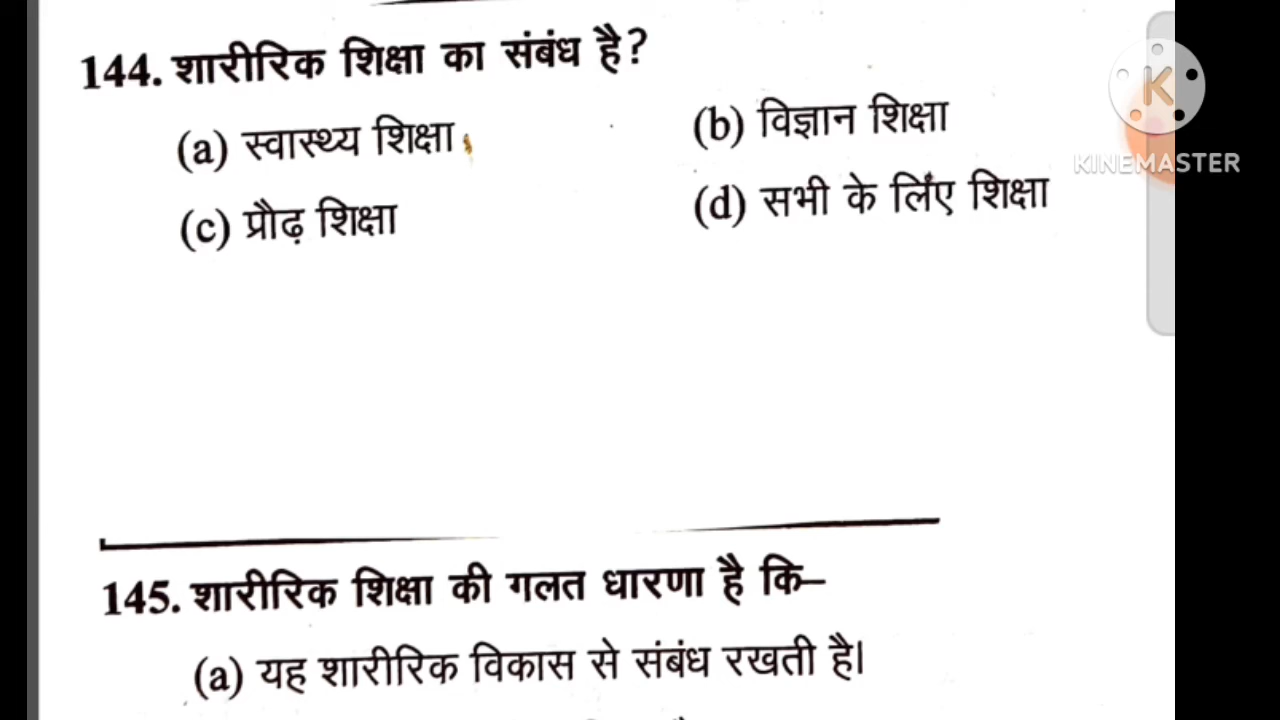 144. शारीरिक शिक्षा का संबंध है?
(a) स्वास्थ्य शिक्षा
(b) विज्ञान शिक्षा
(c) प्रौढ़ शिक्षा
(d) सभी के लिए शिक्षा
K
KINEMASTER
145. शारीरिक शिक्षा की गलत धारणा है कि–
(a) यह शारीरिक विकास से संबंध रखती है।